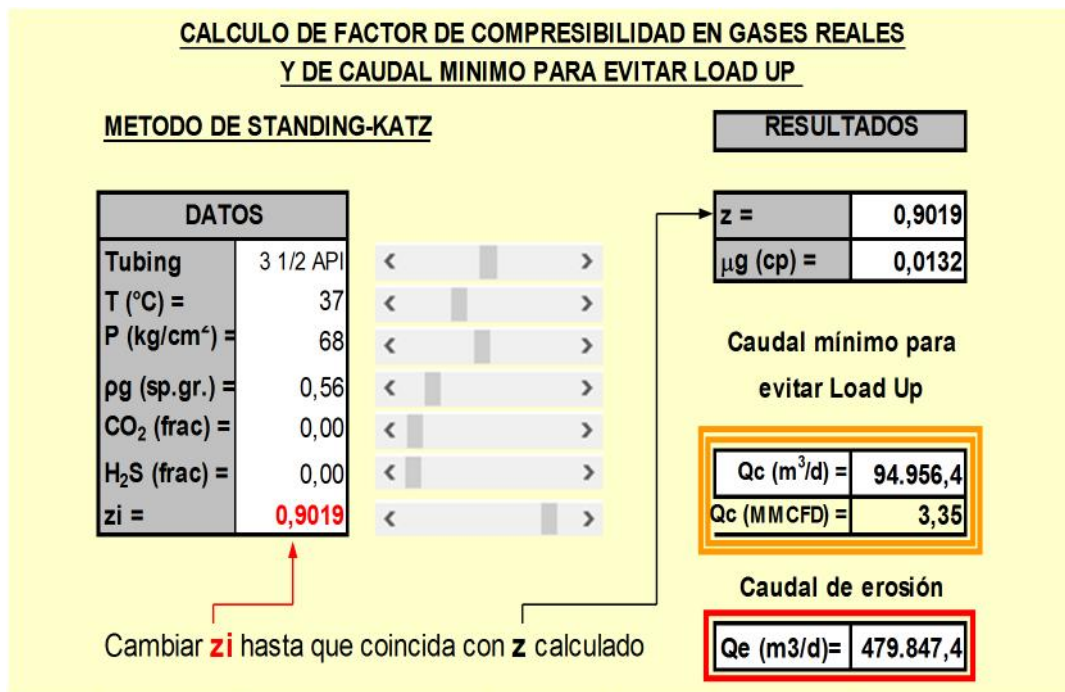 CALCULO DE FACTOR DE COMPRESIBILIDAD EN GASES REALES
Y DE CAUDAL MINIMO PARA EVITAR LOAD UP
METODO DE STANDING-KATZ
DATOS
Tubing 3 1/2 API
T (°C) = 37
P (kg/cm²) = 68
ρg (sp.gr.) = 0,56
CO₂ (frac) = 0,00
H₂S (frac) = 0,00
zi = 0,9019
Cambiar zi hasta que coincida con z calculado
RESULTADOS
z = 0,9019
μg (cp) = 0,0132
Caudal mínimo para
evitar Load Up
Qc (m³/d) = 94.956,4
Qc (MMCFD) = 3,35
Caudal de erosión
Qe (m3/d)= 479.847,4